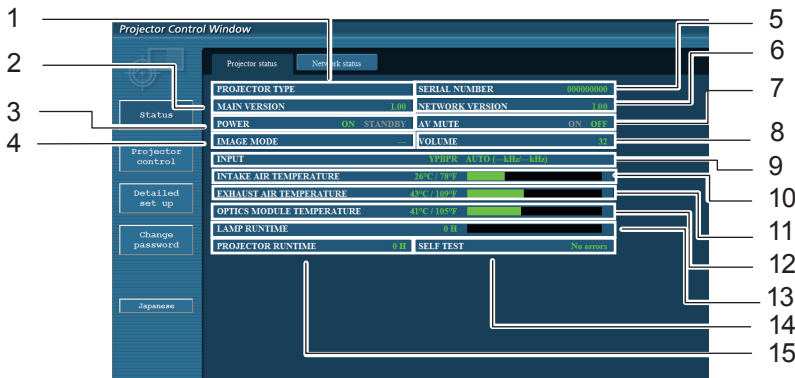 Projector Control Window
Projector status
Network status
Status
Projector
control
Detailed
set up
Change
password
Japanese
PROJECTOR TYPE
SERIAL NUMBER 000000000
MAIN VERSION 1.00
NETWORK VERSION 1.00
POWER ON STANDBY
AV MUTE ON OFF
IMAGE MODE ---
VOLUME 32
INPUT YPBPR AUTO (---kHz/---kHz)
INTAKE AIR TEMPERATURE 26°C / 78°F
EXHAUST AIR TEMPERATURE 43°C / 109°F
OPTICS MODULE TEMPERATURE 41°C / 105°F
LAMP RUNTIME 0 H
PROJECTOR RUNTIME 0 H
SELF TEST No errors
1
2
3
4
5
6
7
8
9
10
11
12
13
14
15